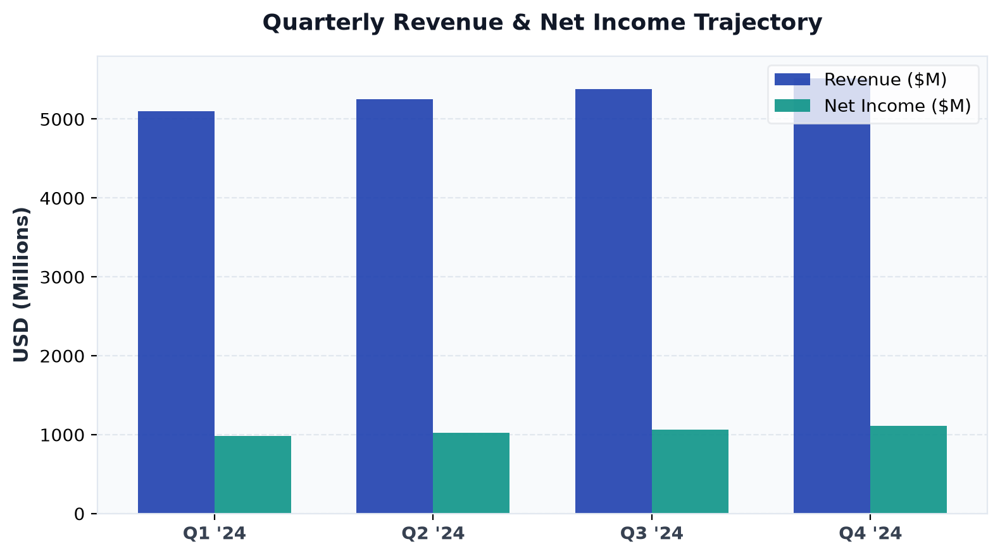 Quarterly Revenue & Net Income Trajectory
Revenue ($M)
Net Income ($M)
USD (Millions)
5000
4000
3000
2000
1000
0
Q1 '24
Q2 '24
Q3 '24
Q4 '24